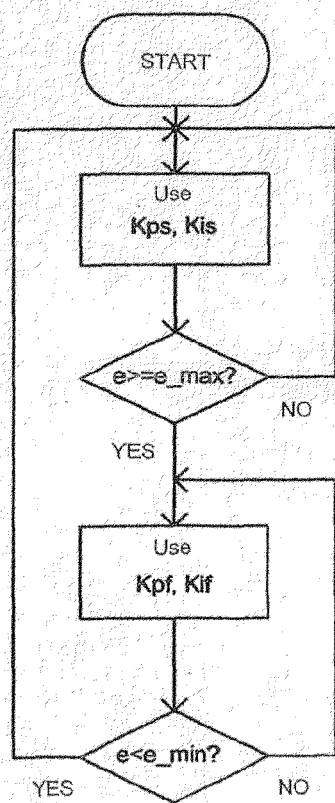 START
Use
Kps, Kis
e>=e_max?
NO
YES
Use
Kpf, Kif
e<e_min?
YES
NO